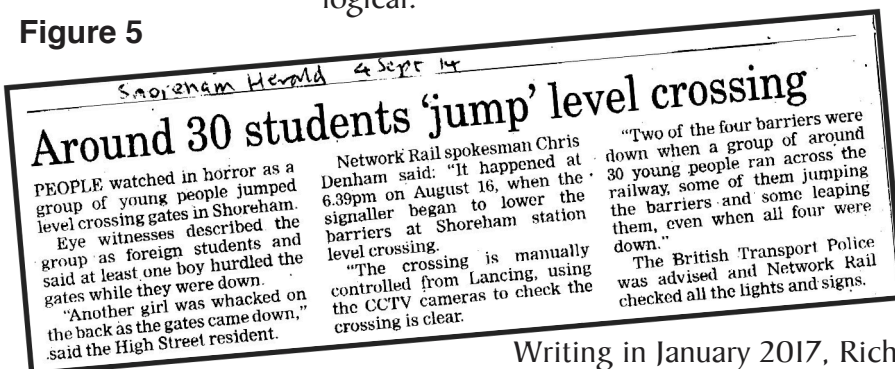 logical.
Figure 5
Shoreham Herald 4 Sept 14
Around 30 students ‘jump’ level crossing
PEOPLE watched in horror as a
group of young people jumped
level crossing gates in Shoreham.
Eye witnesses described the
group as foreign students and
said at least one boy hurdled the
gates while they were down.
“Another girl was whacked on
the back as the gates came down,”
said the High Street resident.
Network Rail spokesman Chris
Denham said: “It happened at
6.39pm on August 16, when the
signaller began to lower the
barriers at Shoreham station
level crossing.
“The crossing is manually
controlled from Lancing, using
the CCTV cameras to check the
crossing is clear.
“Two of the four barriers were
down when a group of around
30 young people ran across the
railway, some of them jumping
the barriers and some leaping
them, even when all four were
down.”
The British Transport Police
was advised and Network Rail
checked all the lights and signs.
Writing in January 2017, Rich